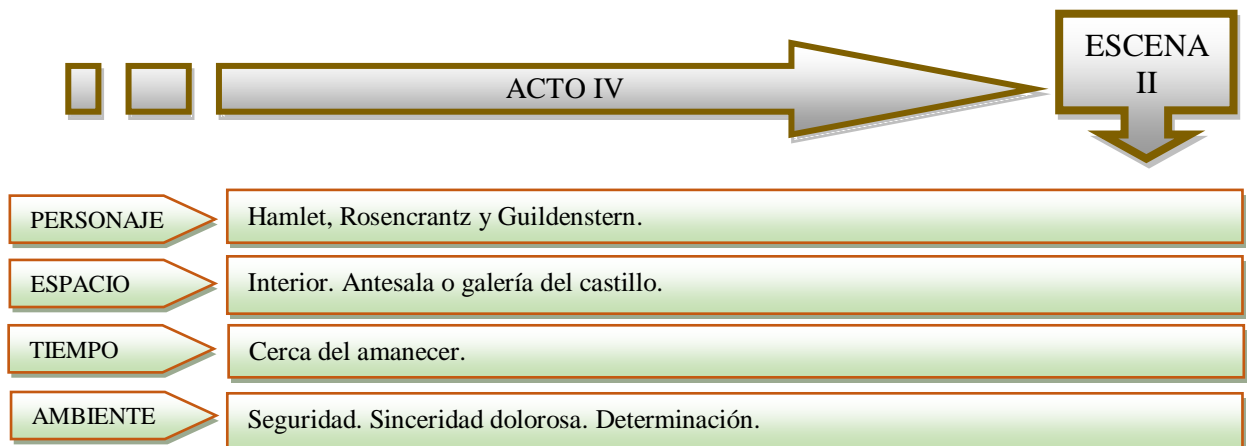 ACTO IV
ESCENA
II
PERSONAJE
Hamlet, Rosencrantz y Guildenstern.
ESPACIO
Interior. Antesala o galería del castillo.
TIEMPO
Cerca del amanecer.
AMBIENTE
Seguridad. Sinceridad dolorosa. Determinación.